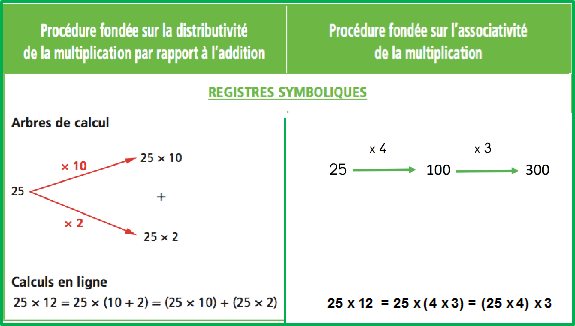 Procédure fondée sur la distributivité
de la multiplication par rapport à l'addition
Procédure fondée sur l'associativité
de la multiplication
REGISTRES SYMBOLIQUES
Arbres de calcul
25
× 10
25 × 10
+
× 2
25 × 2
x 4
x 3
25
100
300
Calculs en ligne
25 × 12 = 25 × (10 + 2) = (25 × 10) + (25 × 2)
25 x 12 = 25 x (4 x 3) = (25 x 4) x 3